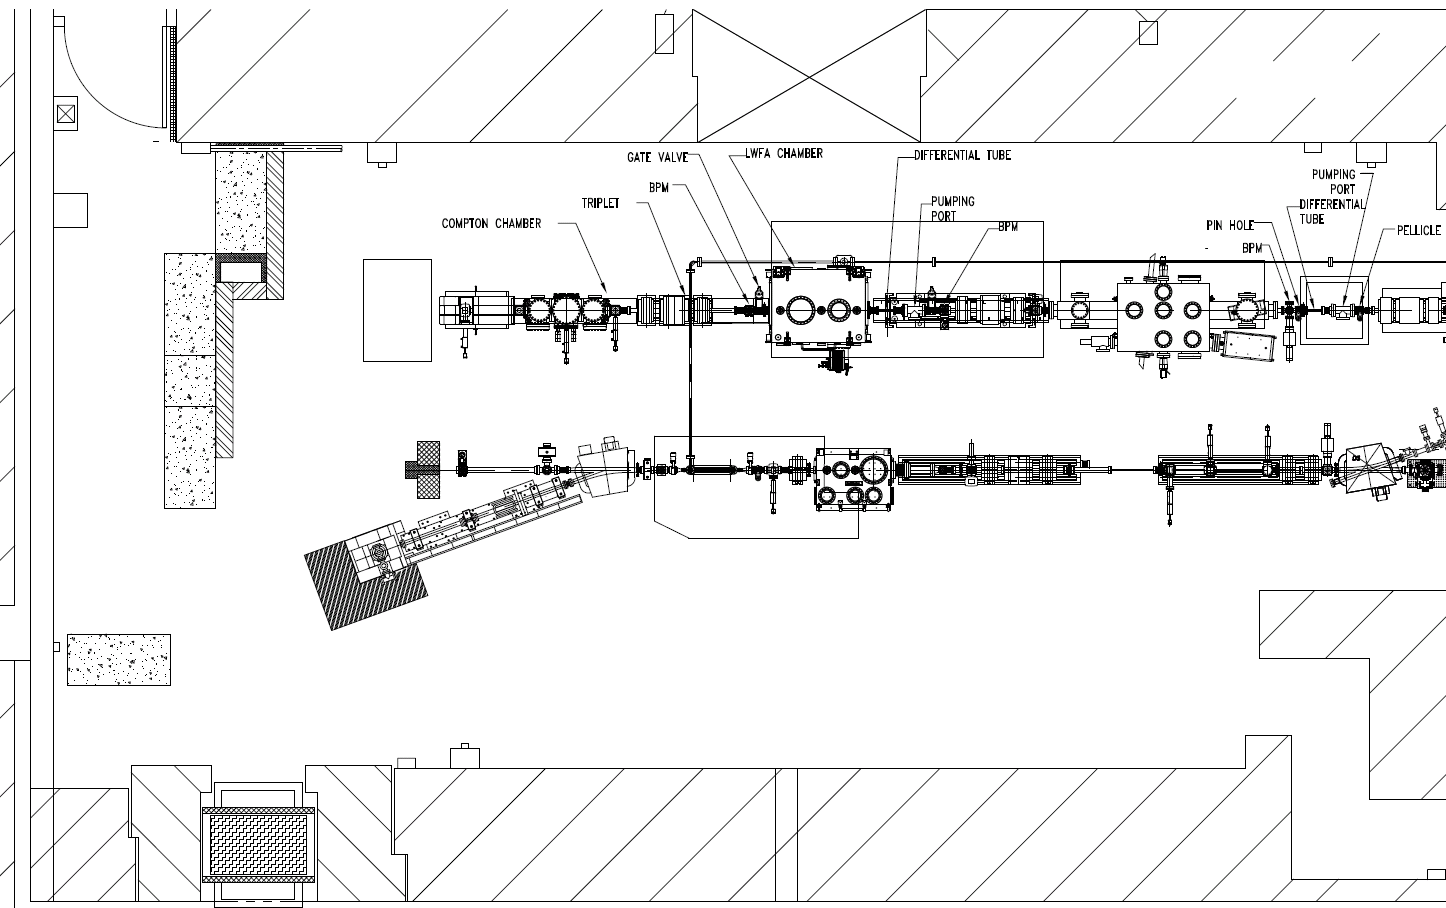 GATE VALVE
LWFA CHAMBER
DIFFERENTIAL TUBE
BPM
TRIPLET
COMPTON CHAMBER
PUMPING
PORT
BPM
PUMPING
PORT
DIFFERENTIAL
TUBE
PIN HOLE
BPM
PELLICLE